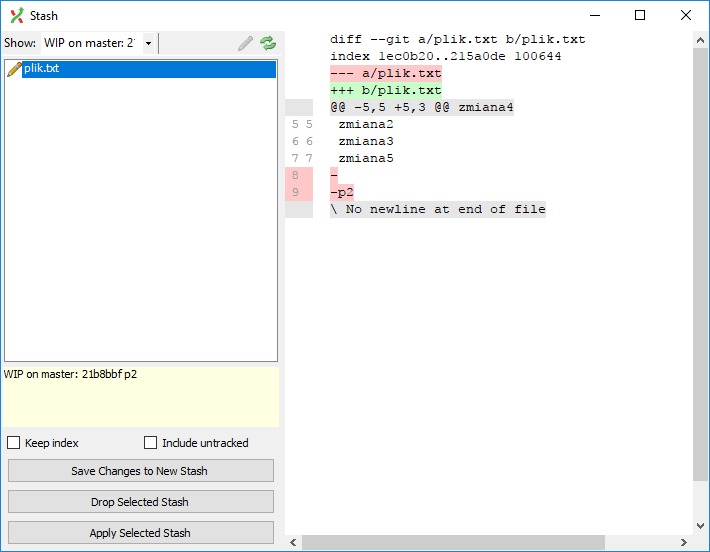 Stash
Show: WIP on master: 2
plik.txt
WIP on master: 21b8bbf p2
Keep index
Include untracked
Save Changes to New Stash
Drop Selected Stash
Apply Selected Stash
diff --git a/plik.txt b/plik.txt
index 1ec0b20..215a0de 100644
--- a/plik.txt
+++ b/plik.txt
@@ -5,5 +5,3 @@ zmiana4
5 5 zmiana2
6 6 zmiana3
7 7 zmiana5
8 -
9 -p2
\ No newline at end of file